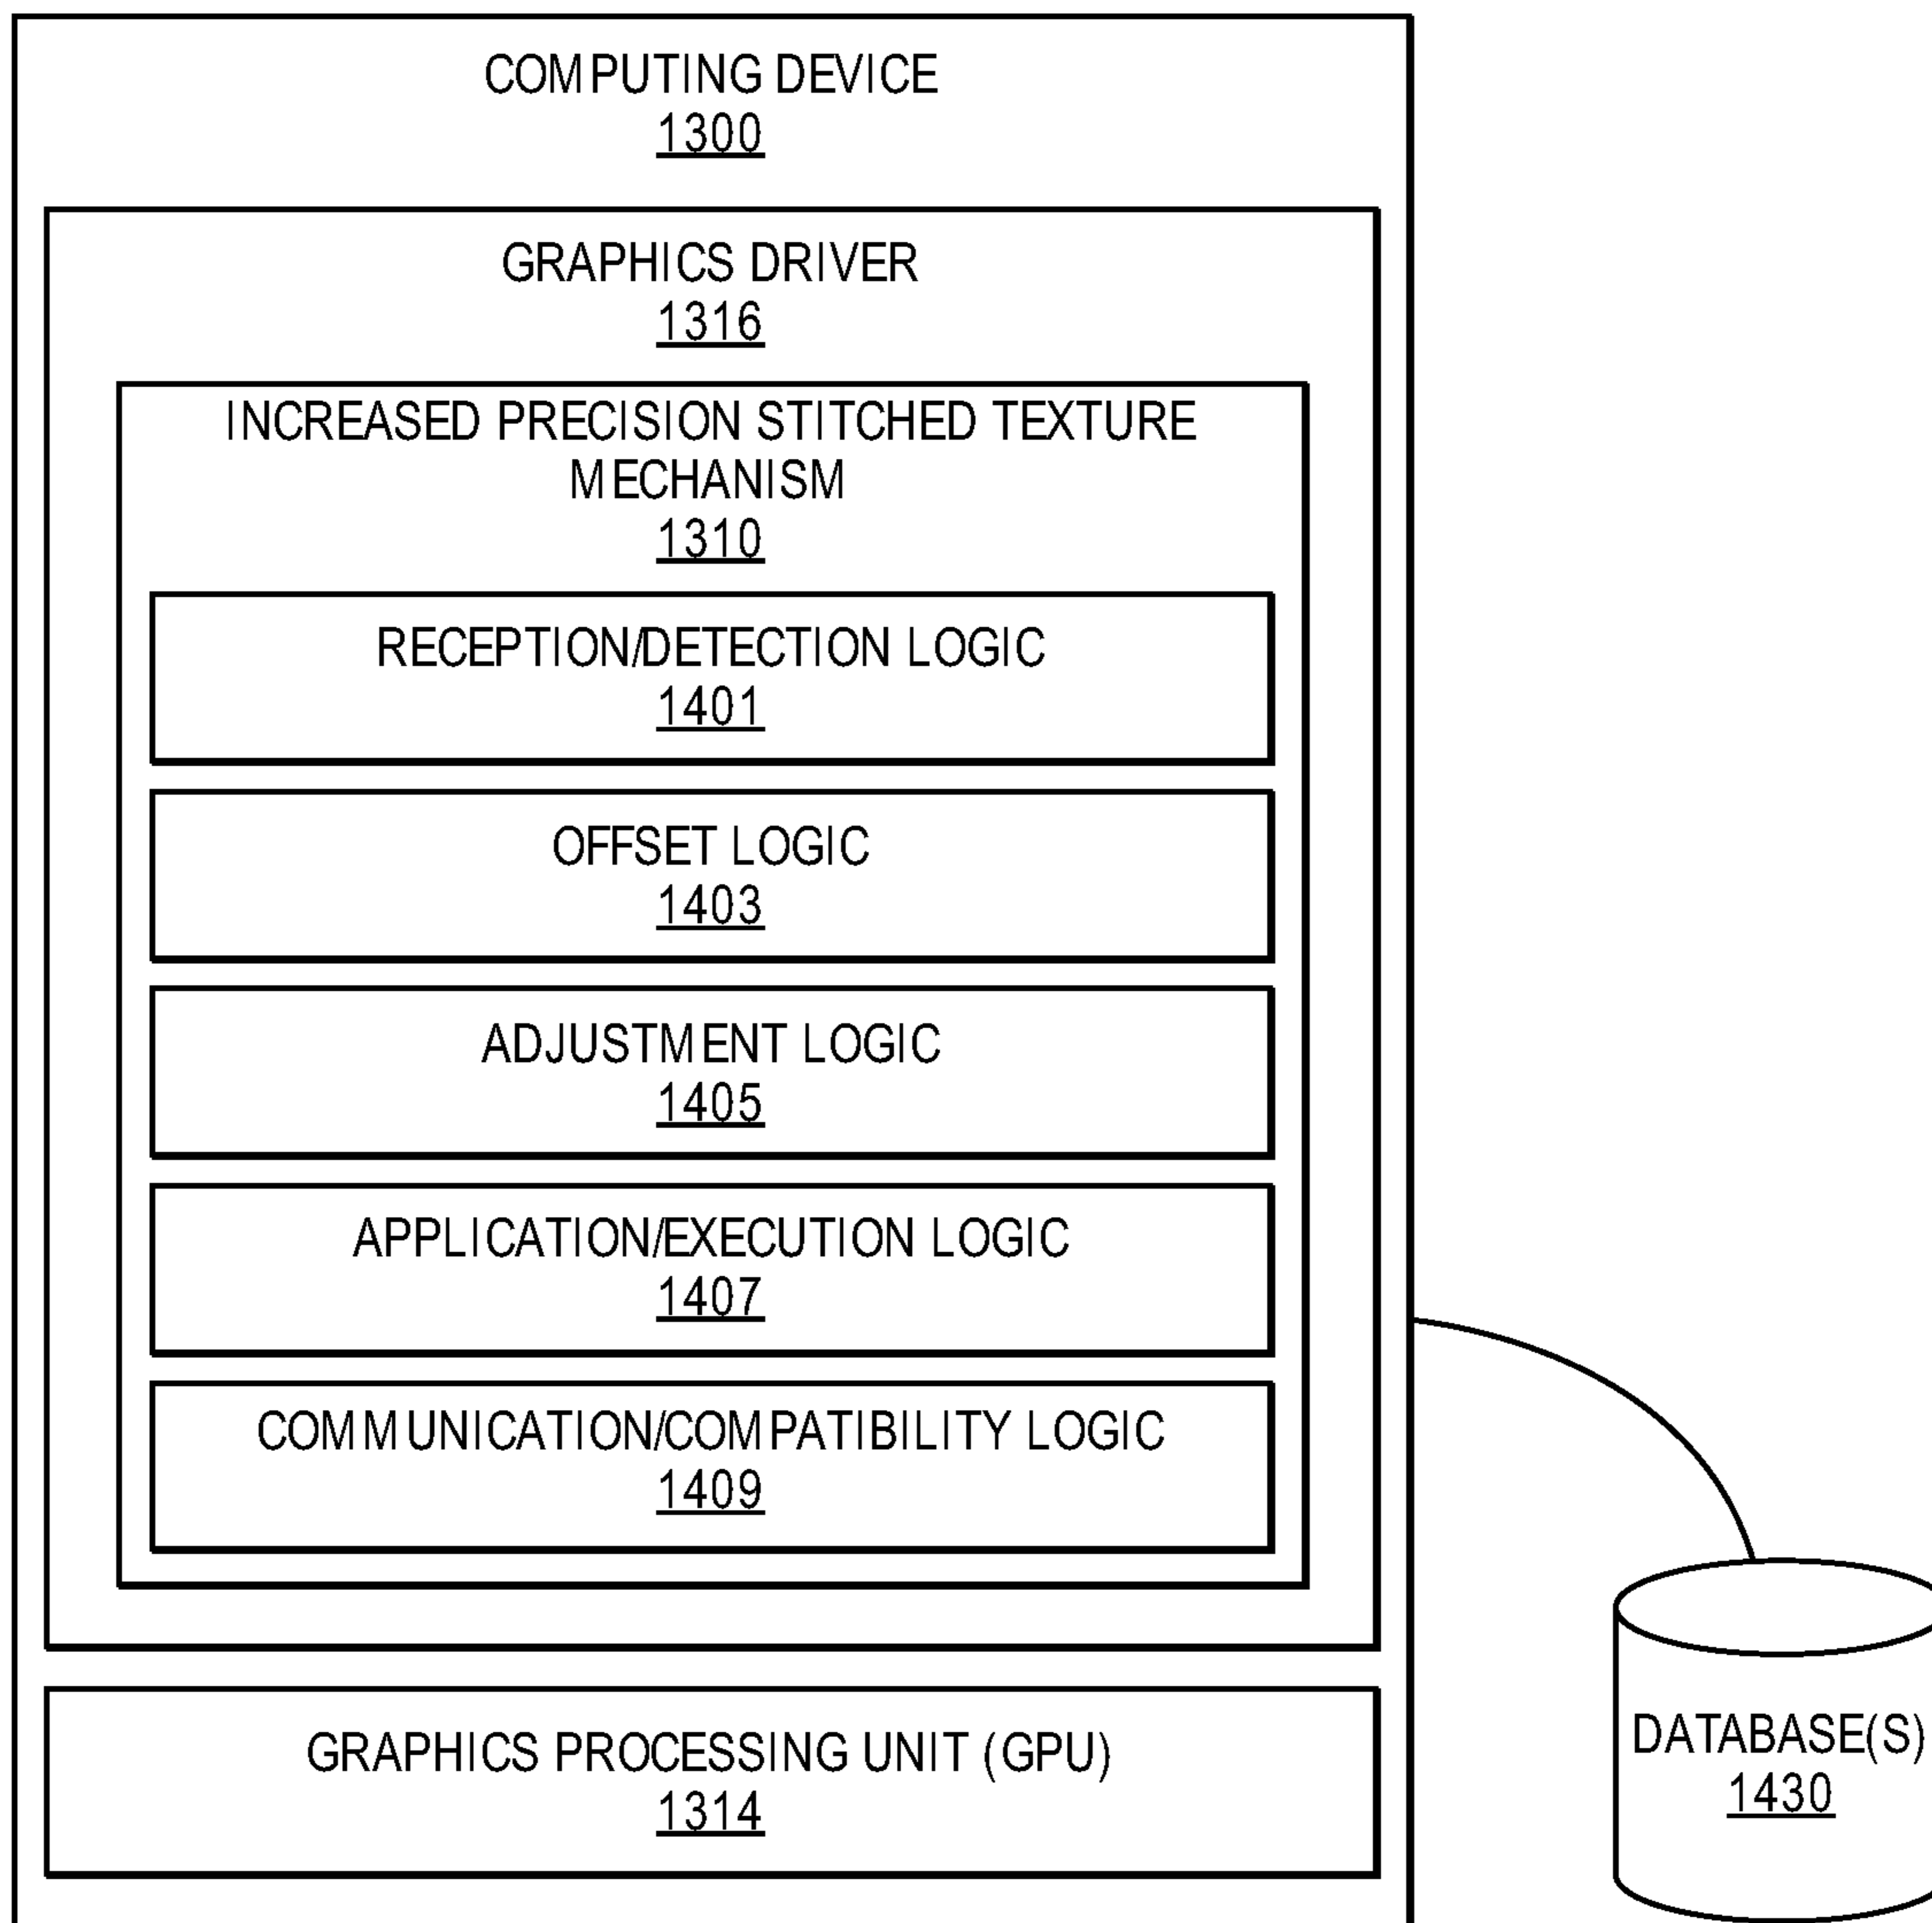 COMPUTING DEVICE
1300
GRAPHICS DRIVER
1316
INCREASED PRECISION STITCHED TEXTURE
MECHANISM
1310
RECEPTION/DETECTION LOGIC
1401
OFFSET LOGIC
1403
ADJUSTMENT LOGIC
1405
APPLICATION/EXECUTION LOGIC
1407
COMMUNICATION/COMPATIBILITY LOGIC
1409
GRAPHICS PROCESSING UNIT (GPU)
1314
DATABASE(S)
1430